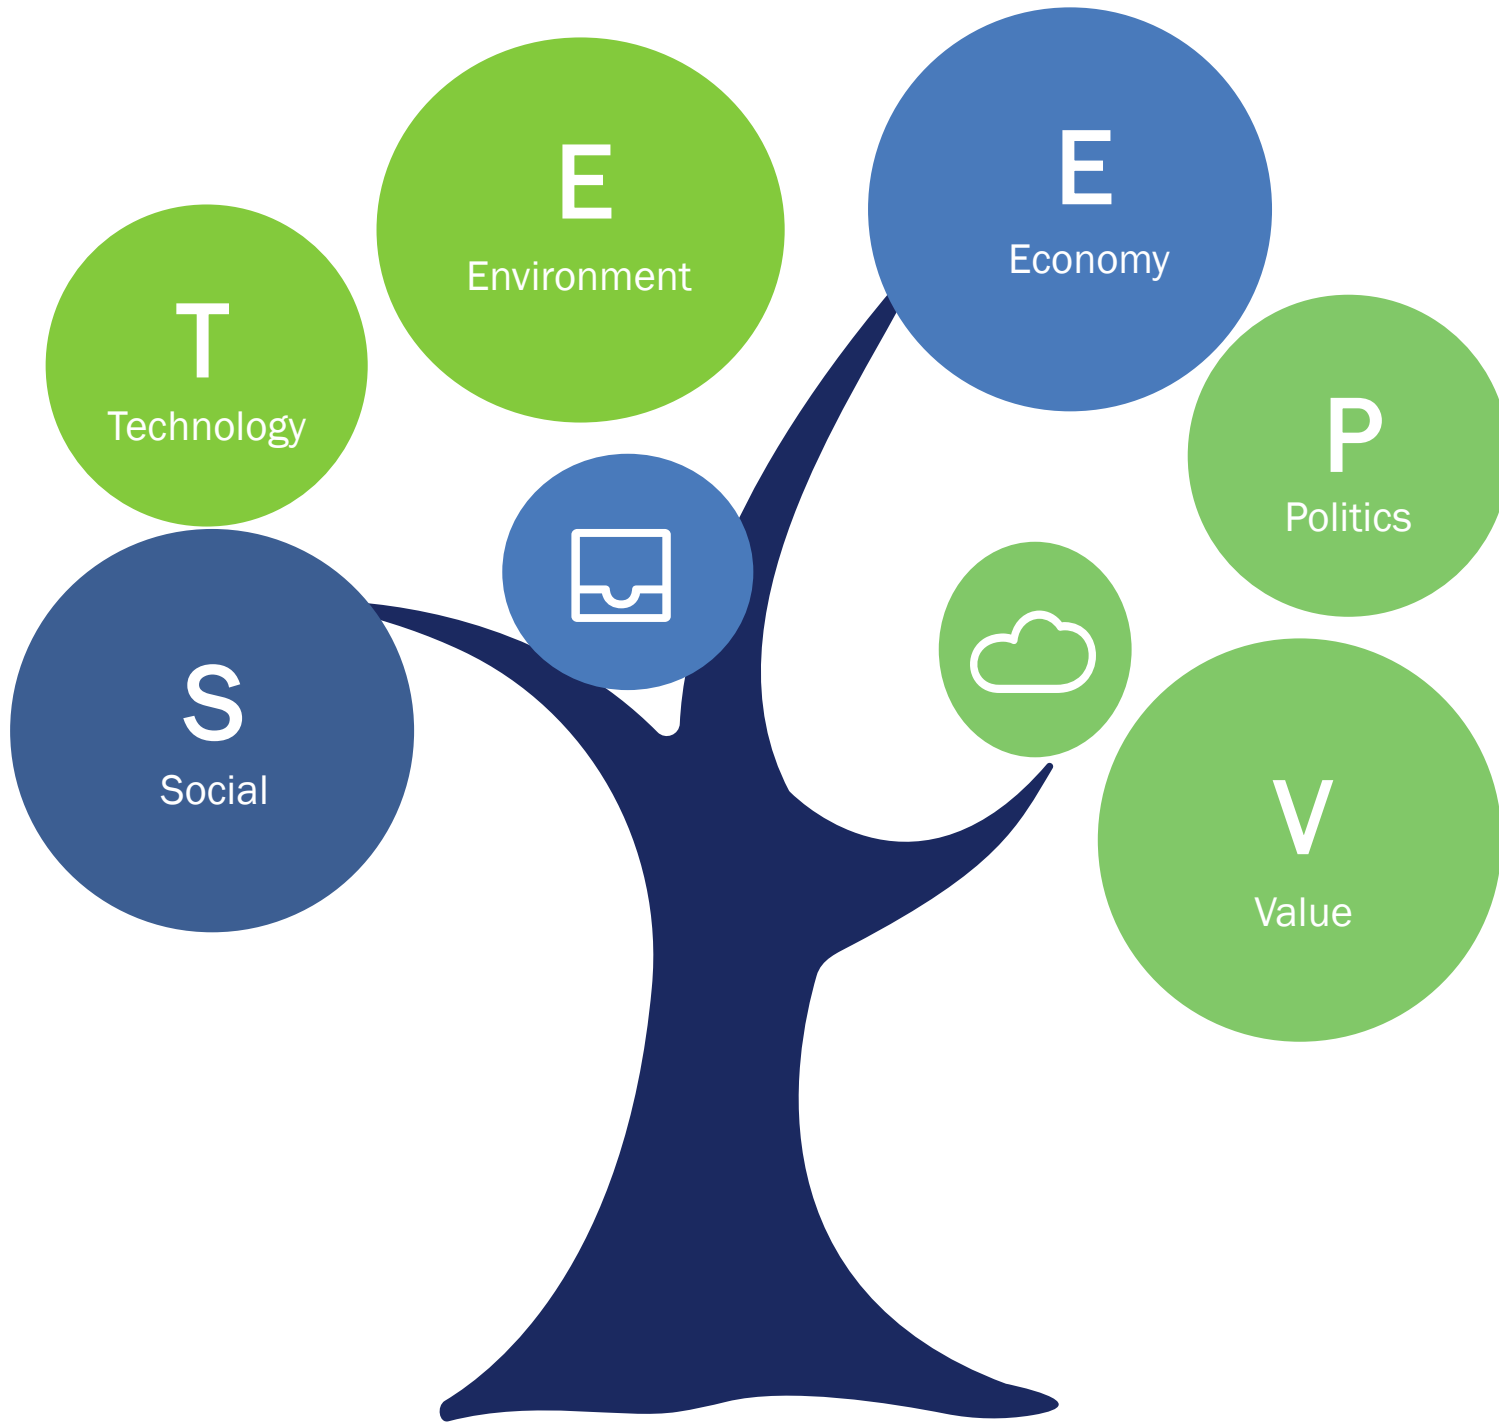 S
Social
T
Technology
E
Environment
E
Economy
P
Politics
V
Value